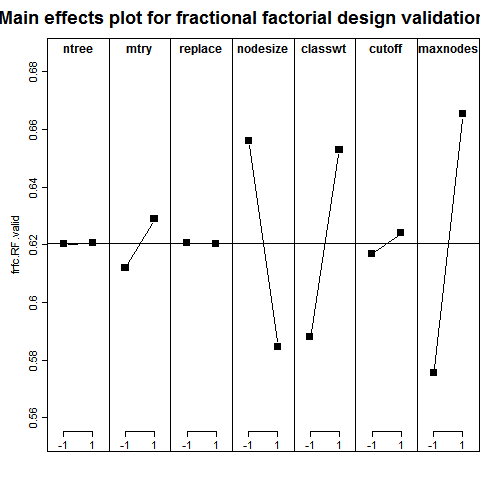 Main effects plot for fractional factorial design validation
ntree mtry replace nodesize classwt cutoff maxnodes
0.68
0.66
0.64
0.62
0.6
0.58
0.56
frfc.RF.valid
-1 1 -1 1 -1 1 -1 1 -1 1 -1 1 -1 1